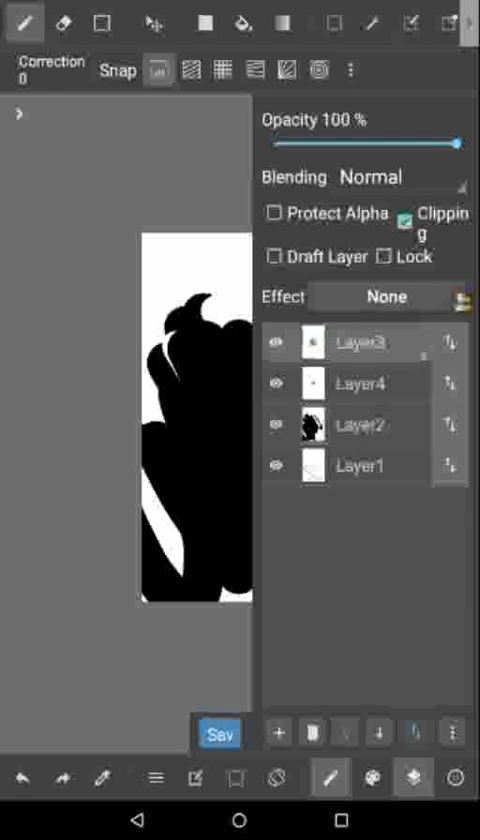 Correction
0
Snap
Opacity 100 %
Blending Normal
Protect Alpha
Clippin
g
Draft Layer
Lock
Effect None
Layer3
Layer4
Layer2
Layer1
Sav